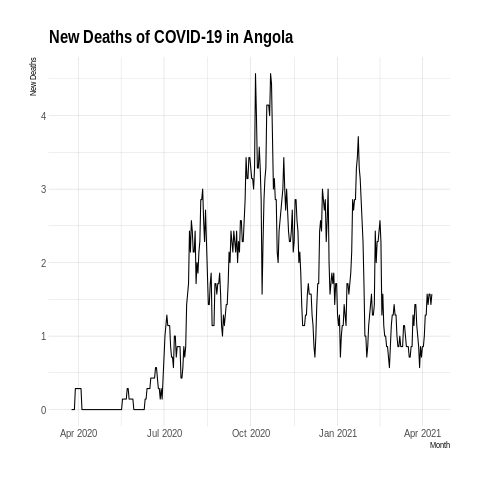 New Deaths of COVID-19 in Angola
New Deaths
4
3
2
1
0
Apr 2020 Jul 2020 Oct 2020 Jan 2021 Apr 2021
Month